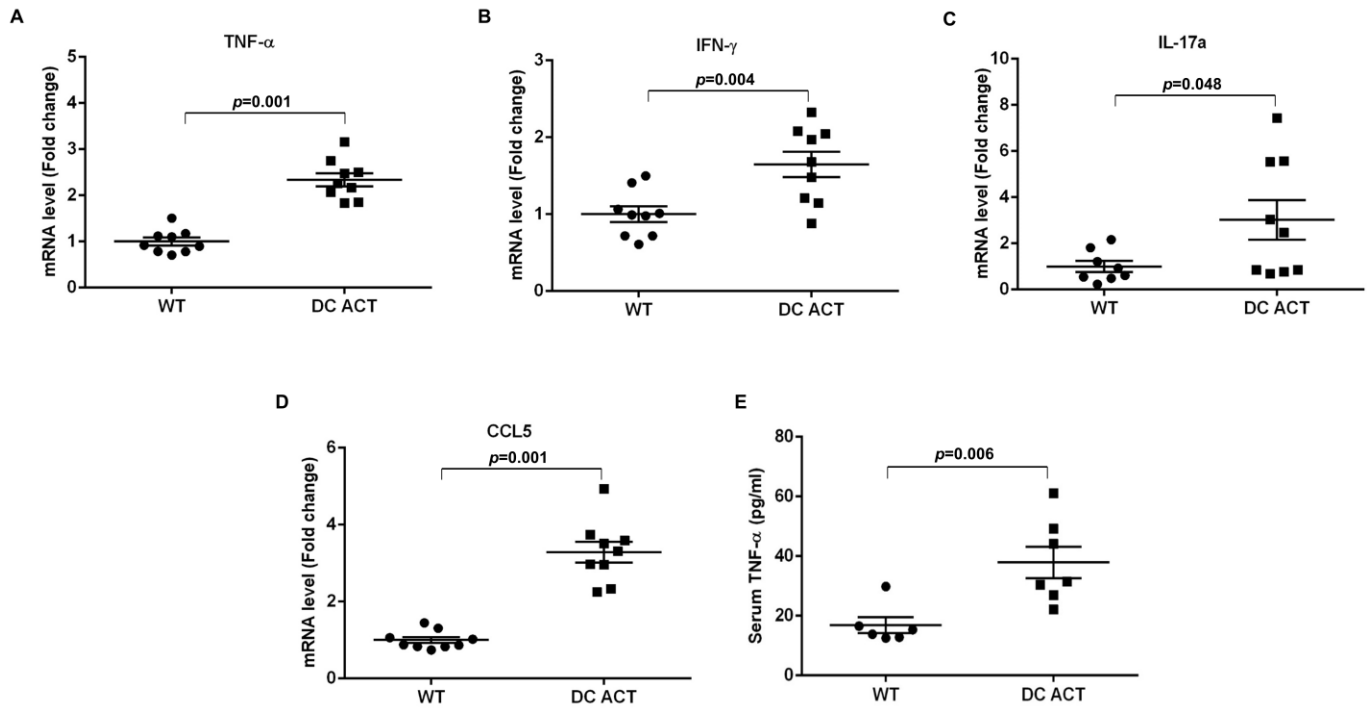 A
TNF-α
mRNA level (Fold change)
5
4
3
2
1
0
p=0.001
WT
DC ACT
B
IFN-γ
mRNA level (Fold change)
3
2
1
0
p=0.004
WT
DC ACT
C
IL-17a
mRNA level (Fold change)
10
8
6
4
2
0
p=0.048
WT
DC ACT
D
CCL5
mRNA level (Fold change)
6
4
2
0
p=0.001
WT
DC ACT
E
Serum TNF-α (pg/ml)
80
60
40
20
0
p=0.006
WT
DC ACT